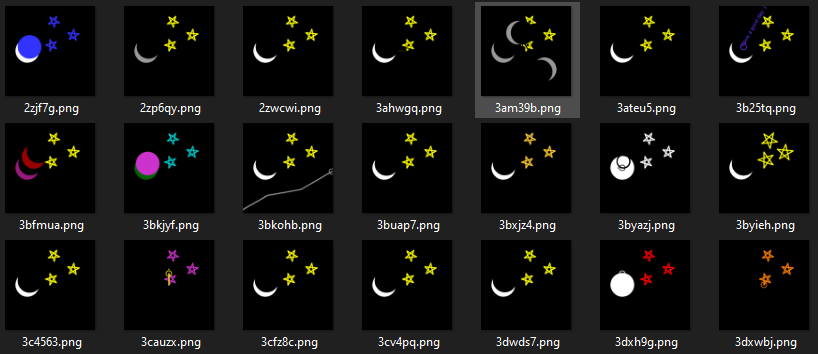 2zjf7g.png 2zp6qy.png 2zwcwi.png 3ahwgq.png 3am39b.png 3ateu5.png 3b25tq.png
3bfmua.png 3bkjyf.png 3bkohb.png 3buap7.png 3bxjz4.png 3byazj.png 3byieh.png
3c4563.png 3cauzx.png 3cfz8c.png 3cv4pq.png 3dwds7.png 3dxh9g.png 3dxwbj.png